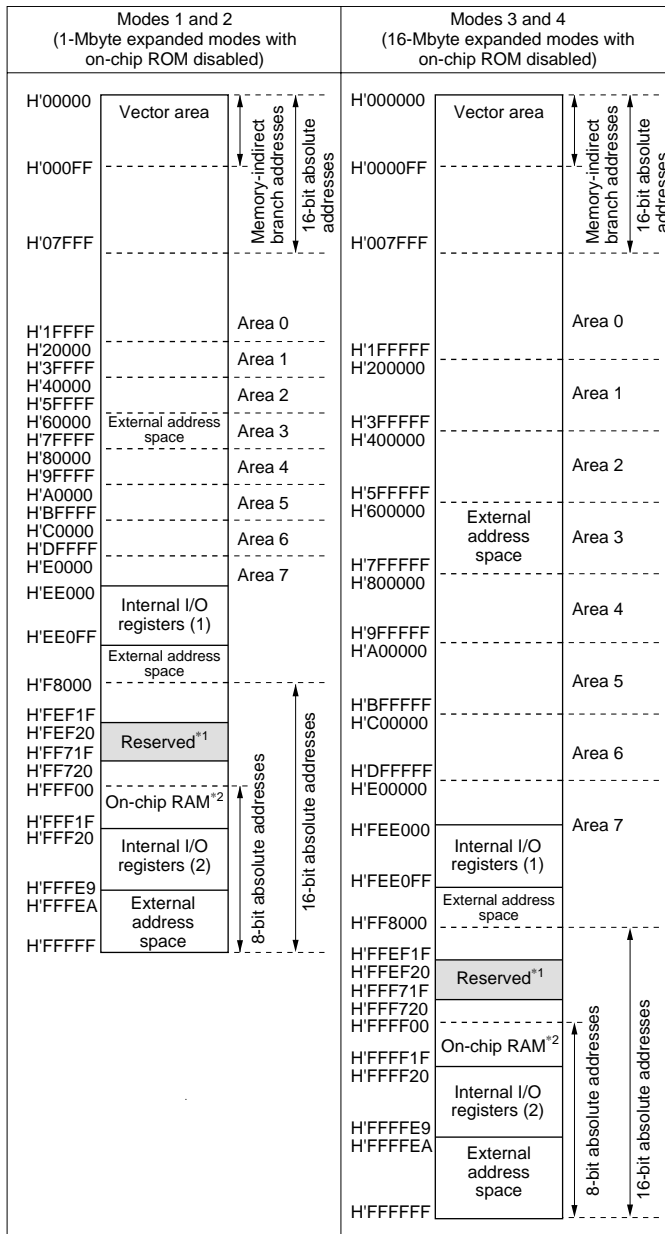 Modes 1 and 2
(1-Mbyte expanded modes with
on-chip ROM disabled)
H'00000
Vector area
H'000FF
H'07FFF
Memory-indirect
branch addresses
16-bit absolute
addresses
H'1FFFF
Area 0
H'20000
H'3FFFF
Area 1
H'40000
H'5FFFF
Area 2
H'60000
H'7FFFF
External address
space
Area 3
H'80000
H'9FFFF
Area 4
H'A0000
H'BFFFF
Area 5
H'C0000
H'DFFFF
Area 6
H'E0000
Area 7
H'EE000
Internal I/O
registers (1)
H'EE0FF
External address
space
H'F8000
H'FEF1F
H'FEF20
Reserved*1
H'FF71F
H'FF720
H'FFF00
On-chip RAM*2
H'FFF1F
H'FFF20
Internal I/O
registers (2)
H'FFFE9
H'FFFEA
External
address
space
H'FFFFF
8-bit absolute addresses
16-bit absolute addresses
Modes 3 and 4
(16-Mbyte expanded modes with
on-chip ROM disabled)
H'000000
Vector area
H'0000FF
H'007FFF
Memory-indirect
branch addresses
16-bit absolute
addresses
Area 0
H'1FFFFF
H'200000
Area 1
H'3FFFFF
H'400000
Area 2
H'5FFFFF
H'600000
External
address
space
Area 3
H'7FFFFF
H'800000
Area 4
H'9FFFFF
H'A00000
Area 5
H'BFFFFF
H'C00000
Area 6
H'DFFFFF
H'E00000
Area 7
H'FEE000
Internal I/O
registers (1)
H'FEE0FF
External address
space
H'FF8000
H'FFEF1F
H'FFEF20
Reserved*1
H'FFF71F
H'FFF720
H'FFFF00
On-chip RAM*2
H'FFFF1F
H'FFFF20
Internal I/O
registers (2)
H'FFFFE9
H'FFFFEA
External
address
space
H'FFFFFF
8-bit absolute addresses
16-bit absolute addresses